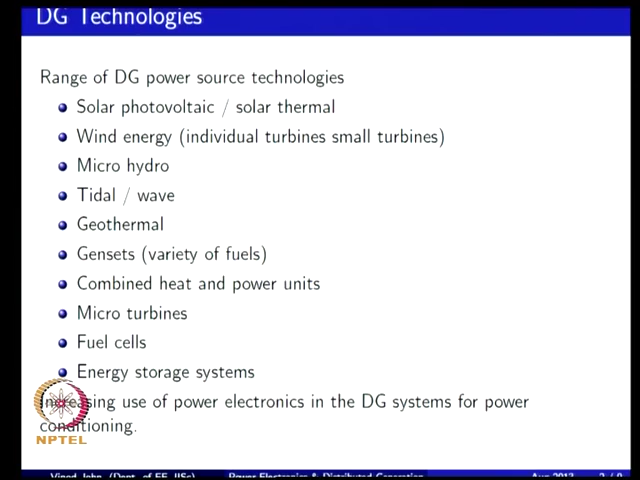 DG Technologies
Range of DG power source technologies
Solar photovoltaic / solar thermal
Wind energy (individual turbines small turbines)
Micro hydro
Tidal / wave
Geothermal
Gensets (variety of fuels)
Combined heat and power units
Micro turbines
Fuel cells
Energy storage systems
Increasing use of power electronics in the DG systems for power
conditioning.
NPTEL
Vinod John (Dept. of EE, IISc) Power Electronics & Distributed Generation Aug 2013